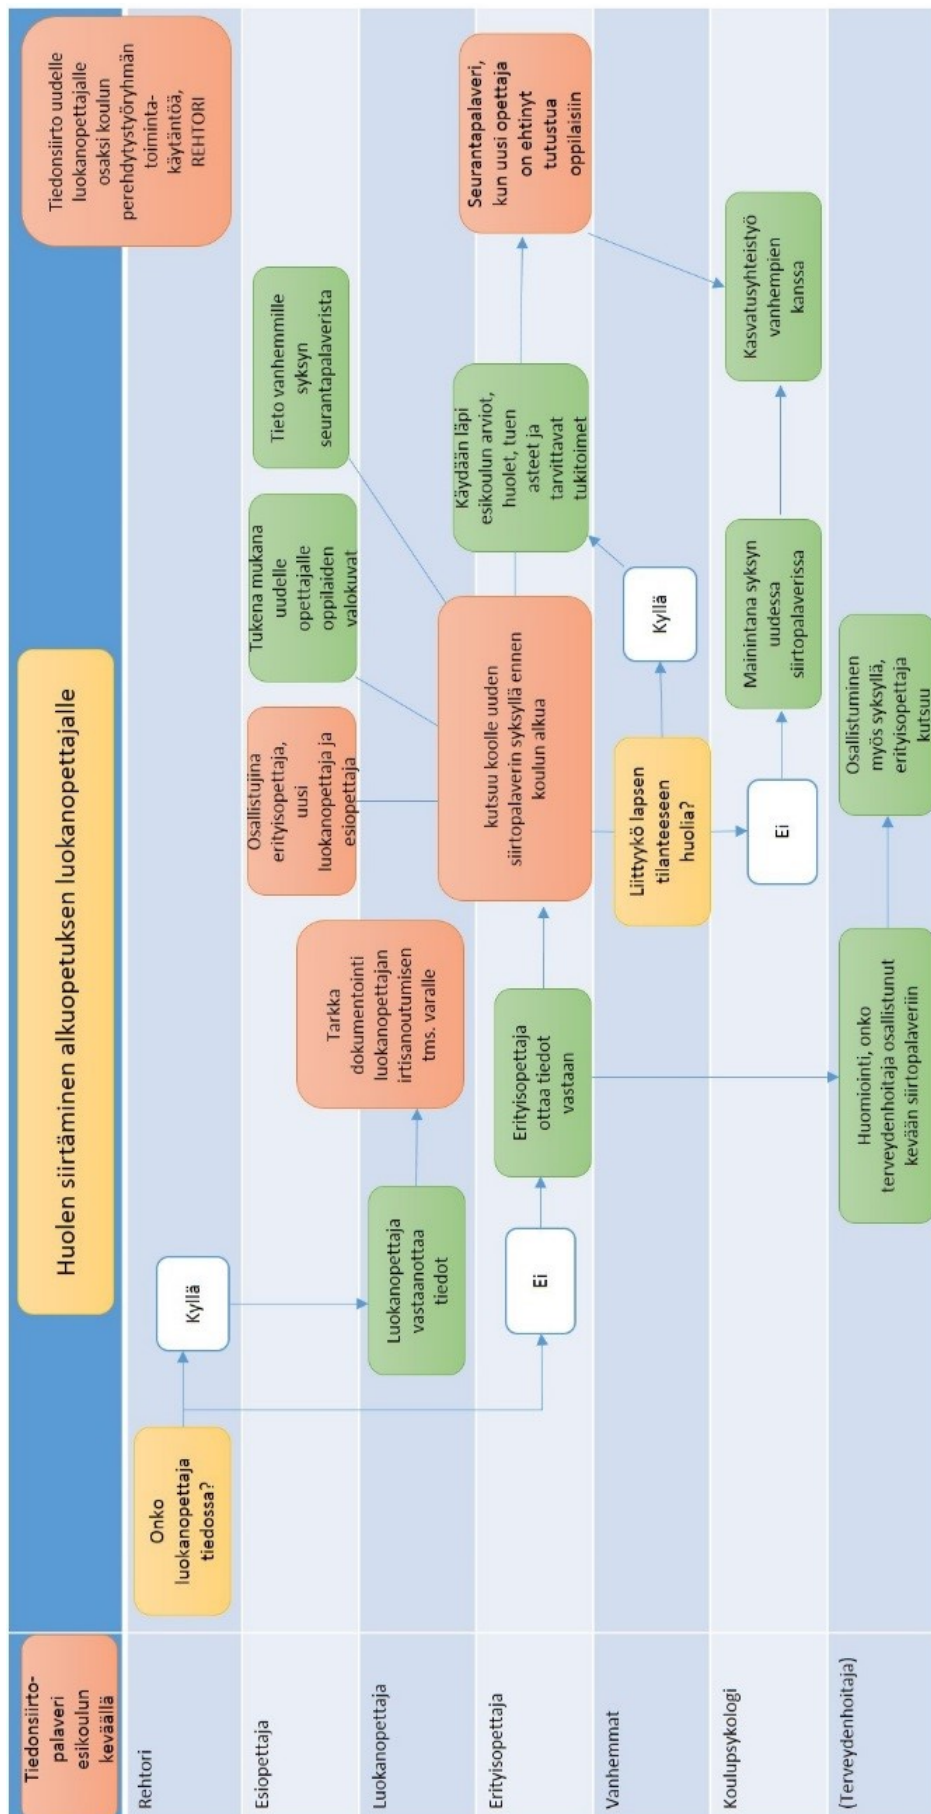 Tiedonsiirto-
palaveri
esikoulun
keväällä
Huolen siirtäminen alkuopetuksen luokanopettajalle
Tiedonsiirto uudelle
luokanopettajalle
osaksi koulun
perehdytystyöryhmän
toiminta-
käytäntöä,
REHTORI
Rehtori
Onko
luokanopettaja
tiedossa?
Kyllä
Esiopettaja
Osallistujina
erityisopettaja,
uusi
luokanopettaja ja
esiopettaja
Tukena mukana
uudelle
opettajalle
oppilaiden
valokuvat
Tieto vanhemmille
syksyn
seurantapalaverista
Luokanopettaja
Luokanopettaja
vastaanottaa
tiedot
Tarkka
dokumentointi
luokanopettajan
irtisanoutumisen
tms. varalle
Erityisopettaja
Ei
Erityisopettaja
ottaa tiedot
vastaan
kutsuu koolle uuden
siirtopalaverin syksyllä ennen
koulun alkua
Käydään läpi
esikoulun arviot,
huolet, tuen
asteet ja
tarvittavat
tukitoimet
Seurantapalaveri,
kun uusi opettaja
on ehtinyt
tutustua
oppilaisiin
Vanhemmat
Liittyykö lapsen
tilanteeseen
huolia?
Kyllä
Koulupsykologi
Ei
Mainintana syksyn
uudessa
siirtopalaverissa
Kasvatusyhteistyö
vanhempien
kanssa
(Terveydenhoitaja)
Huomiointi, onko
terveydenhoitaja osallistunut
kevään siirtopalaveriin
Osallistuminen
myös syksyllä,
erityisopettaja
kutsuu